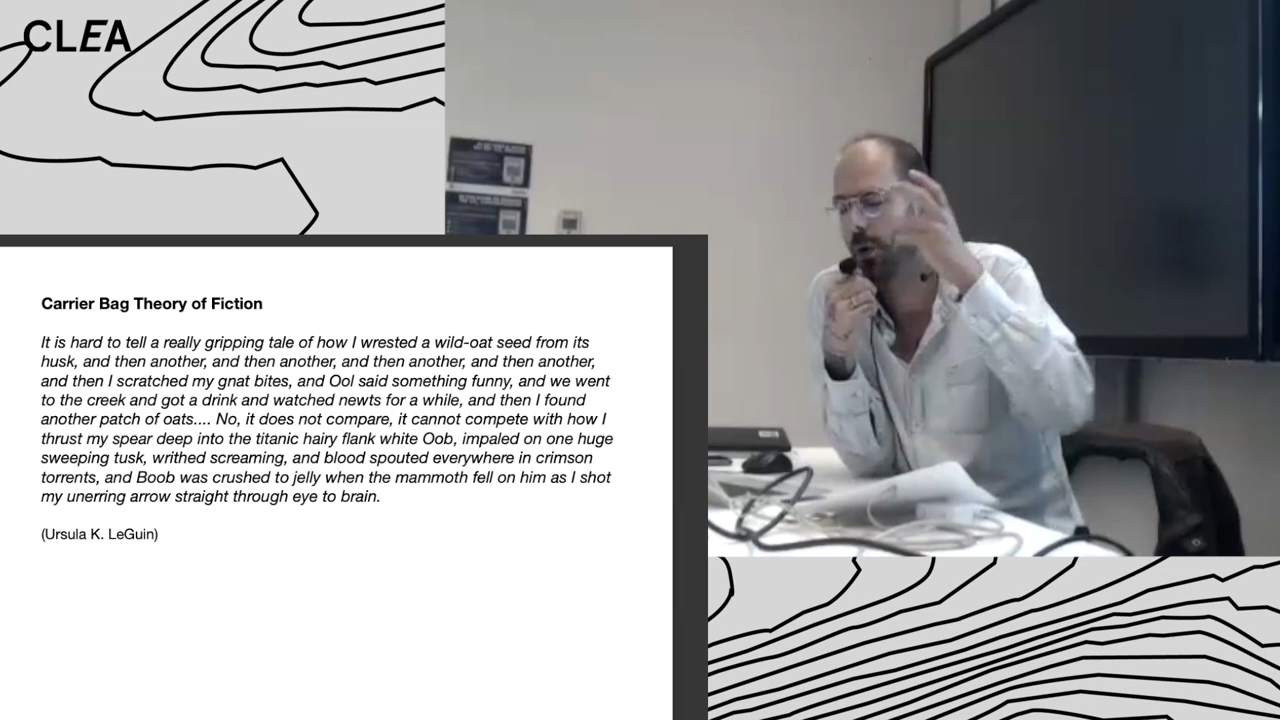 CLEA
Carrier Bag Theory of Fiction
It is hard to tell a really gripping tale of how I wrested a wild-oat seed from its
husk, and then another, and then another, and then another, and then another,
and then I scratched my gnat bites, and Ool said something funny, and we went
to the creek and got a drink and watched newts for a while, and then I found
another patch of oats.... No, it does not compare, it cannot compete with how I
thrust my spear deep into the titanic hairy flank white Oob, impaled on one huge
sweeping tusk, writhed screaming, and blood spouted everywhere in crimson
torrents, and Boob was crushed to jelly when the mammoth fell on him as I shot
my unerring arrow straight through eye to brain.
(Ursula K. LeGuin)